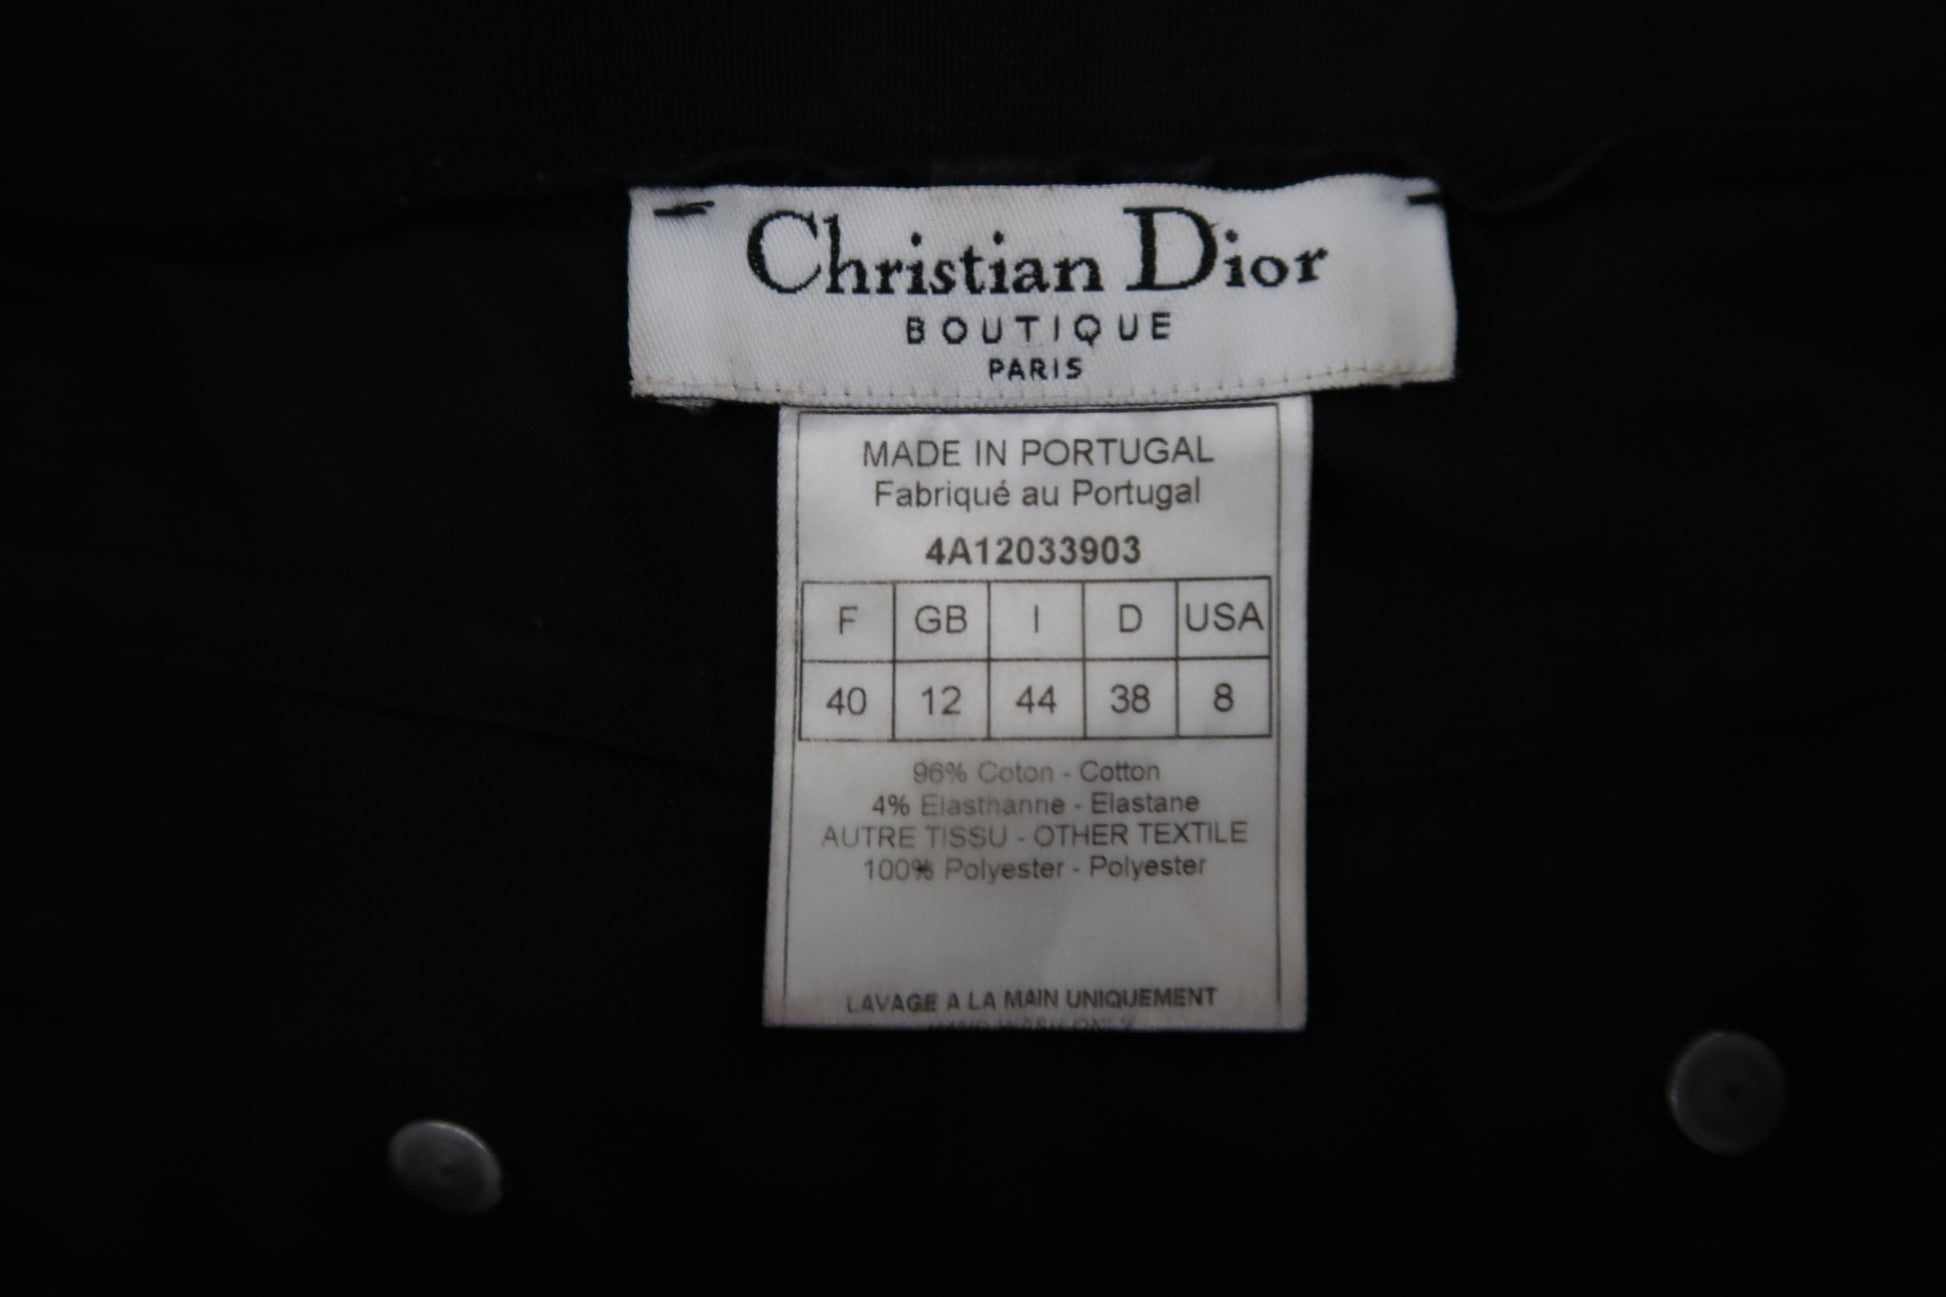 Christian Dior
BOUTIQUE
PARIS
MADE IN PORTUGAL
Fabriqué au Portugal
4A12033903
F GB I D USA
40 12 44 38 8
96% Coton - Cotton
4% Elasthanne - Elastane
AUTRE TISSU - OTHER TEXTILE
100% Polyester - Polyester
LAVAGE A LA MAIN UNIQUEMENT